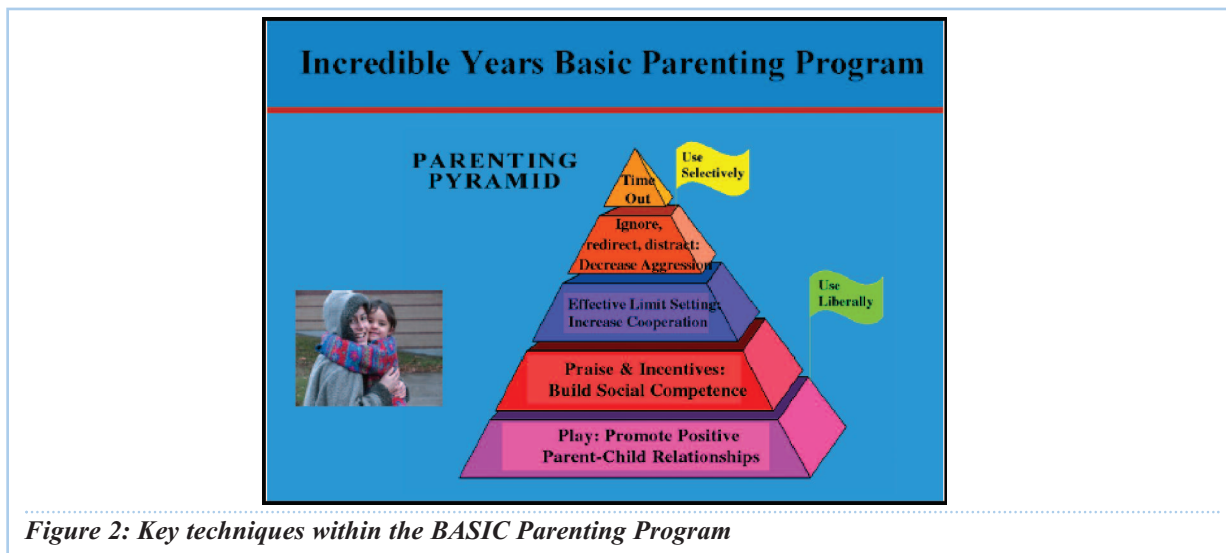 Incredible Years Basic Parenting Program
PARENTING
PYRAMID
Use
Selectively
Time
Out
Ignore,
redirect, distract:
Decrease Aggression
Use
Liberally
Effective Limit Setting:
Increase Cooperation
Praise & Incentives:
Build Social Competence
Play: Promote Positive
Parent-Child Relationships
Figure 2: Key techniques within the BASIC Parenting Program